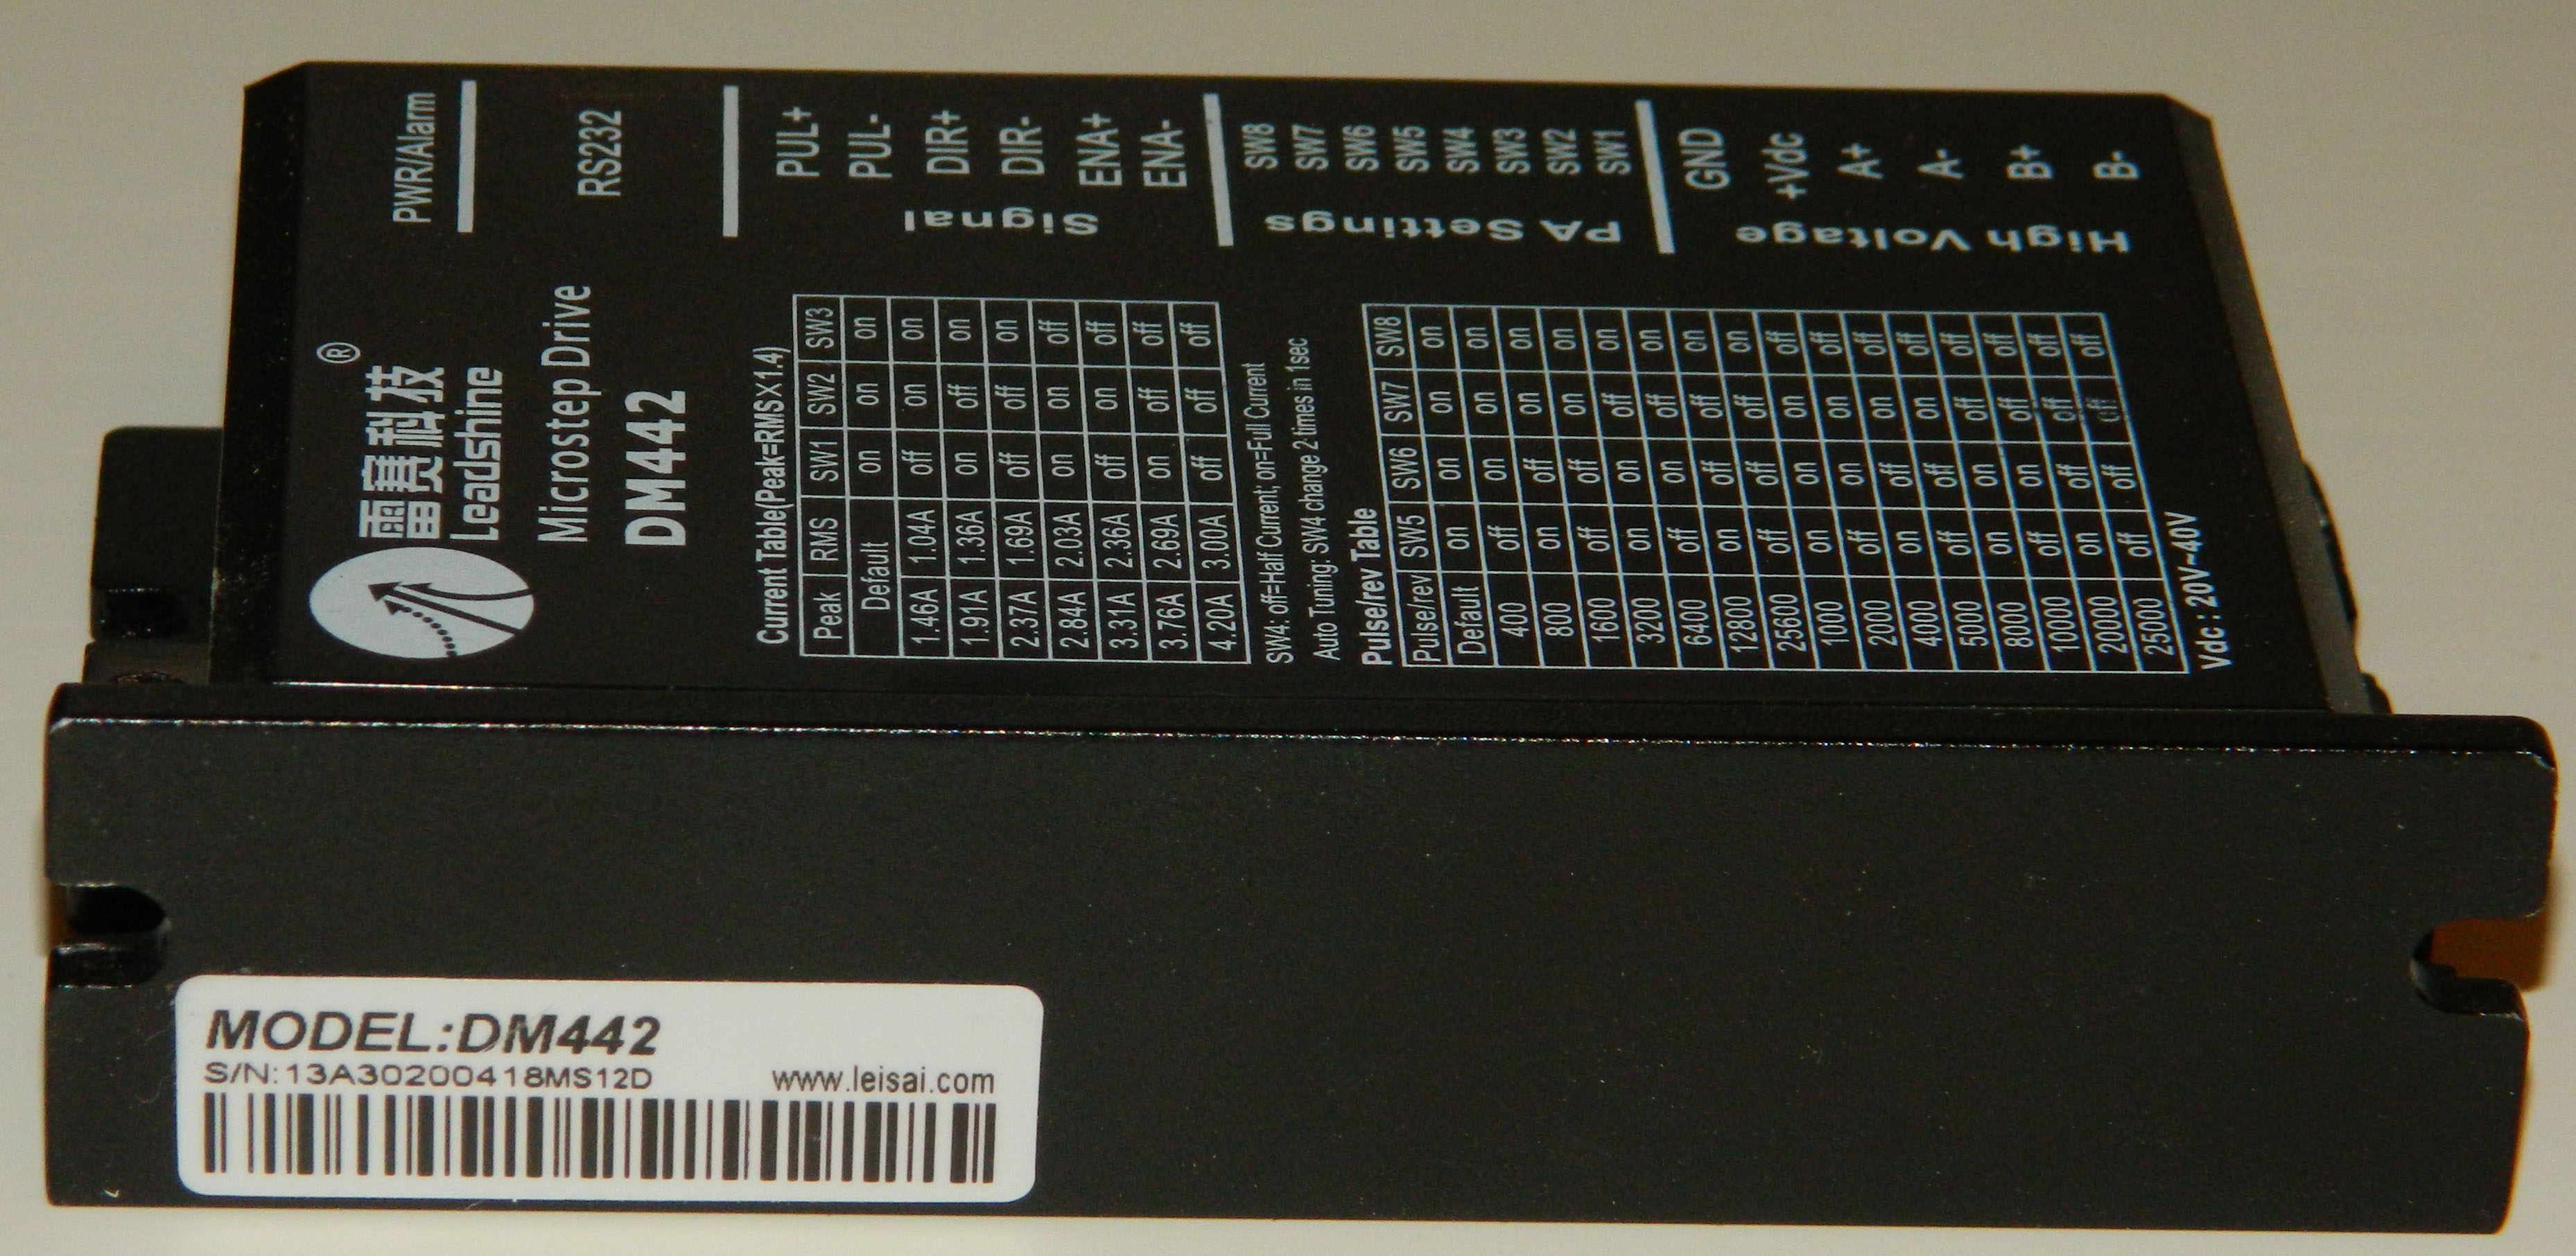 雷赛科技®
Leadshine
Microstep Drive
DM442
Current Table(Peak=RMS×1.4)
Peak RMS SW1 SW2 SW3
Default on on on
1.46A 1.04A off on on
1.91A 1.36A on off on
2.37A 1.69A off off on
2.84A 2.03A on on off
3.31A 2.36A off on off
3.76A 2.69A on off off
4.20A 3.00A off off off
SW4: off=Half Current; on=Full Current
Auto Tuning: SW4 change 2 times in 1sec
Pulse/rev Table
Pulse/rev SW5 SW6 SW7 SW8
Default on on on on
400 off on on on
800 on off on on
1600 off off on on
3200 on on off on
6400 off on off on
12800 on off off on
25600 off off off on
1000 on on on off
2000 off on on off
4000 on off on off
5000 off off on off
8000 on on off off
10000 off on off off
20000 on off off off
25000 off off off off
Vdc: 20V~40V
PWR/Alarm
RS232
PUL+
PUL-
DIR+
DIR-
ENA+
ENA-
Signal
SW8
SW7
SW6
SW5
SW4
SW3
SW2
SW1
PA Settings
GND
+Vdc
A+
A-
B+
B-
High Voltage
MODEL:DM442
S/N:13A30200418MS12D www.leisai.com